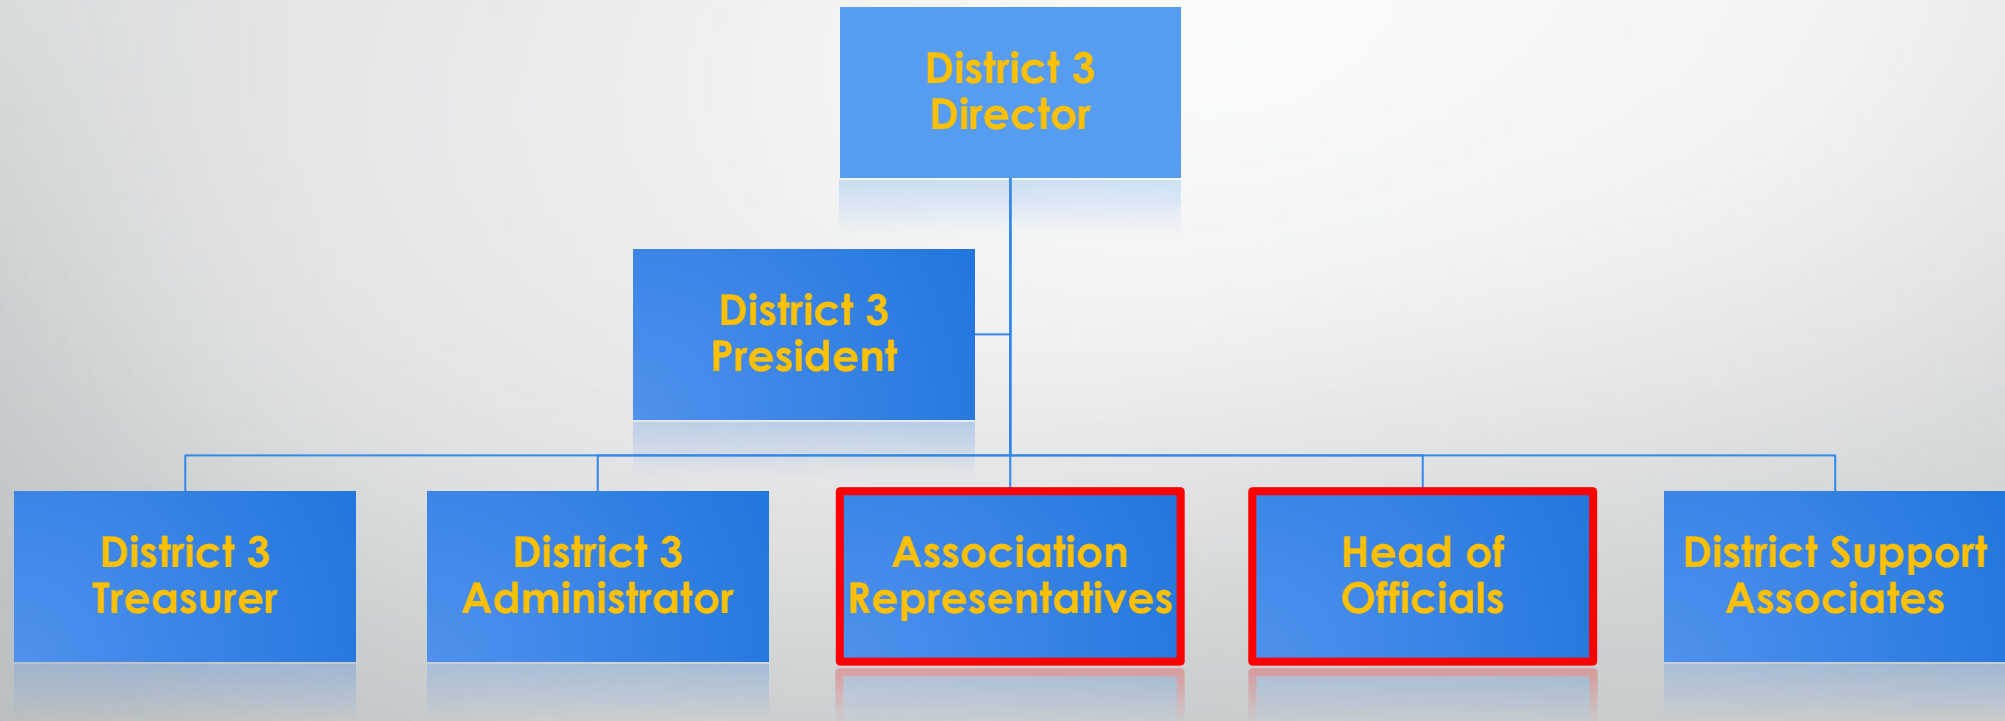 District 3
Director
District 3
President
District 3
Treasurer
District 3
Administrator
Association
Representatives
Head of
Officials
District Support
Associates